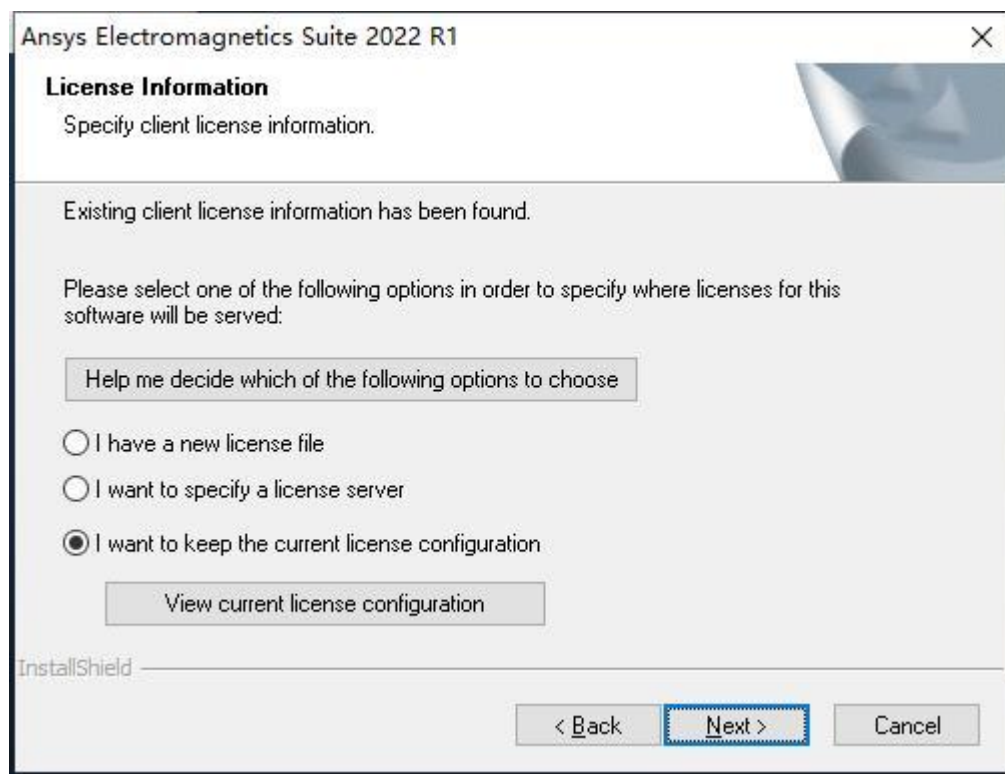 Ansys Electromagnetics Suite 2022 R1
License Information
Specify client license information.
Existing client license information has been found.
Please select one of the following options in order to specify where licenses for this
software will be served:
Help me decide which of the following options to choose
I have a new license file
I want to specify a license server
I want to keep the current license configuration
View current license configuration
InstallShield
< Back
Next >
Cancel